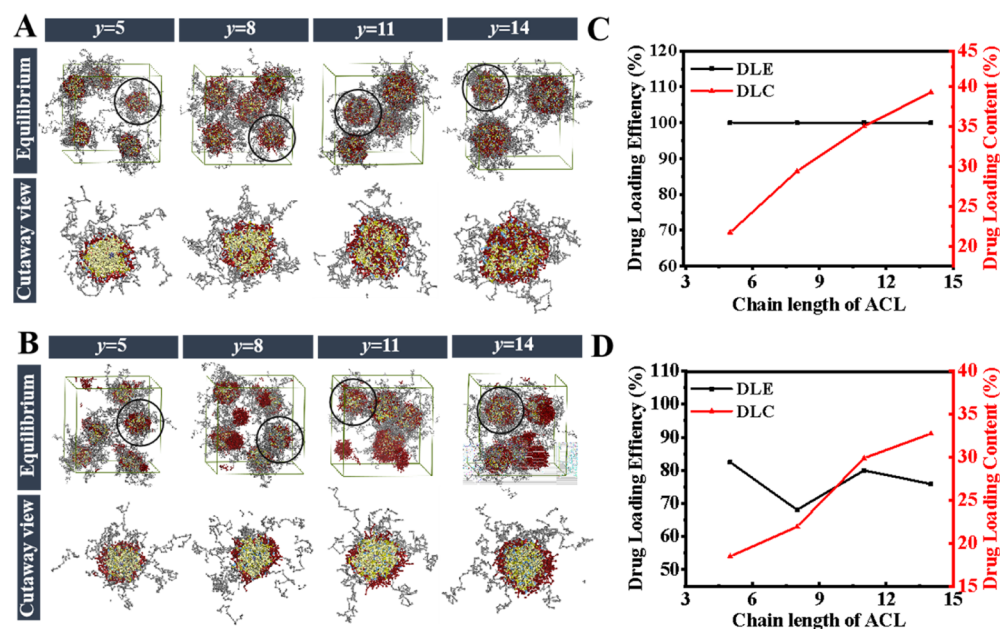 A
y=5 y=8 y=11 y=14
Equilibrium
Cutaway view
B
y=5 y=8 y=11 y=14
Equilibrium
Cutaway view
C
Drug Loading Effiency (%)
120
110
100
90
80
70
60
DLE
DLC
45
40
35
30
25
20
Drug Loading Content (%)
3 6 9 12 15
Chain length of ACL
D
Drug Loading Effiency (%)
110
100
90
80
70
60
50
DLE
DLC
40
35
30
25
20
15
Drug Loading Content (%)
3 6 9 12 15
Chain length of ACL